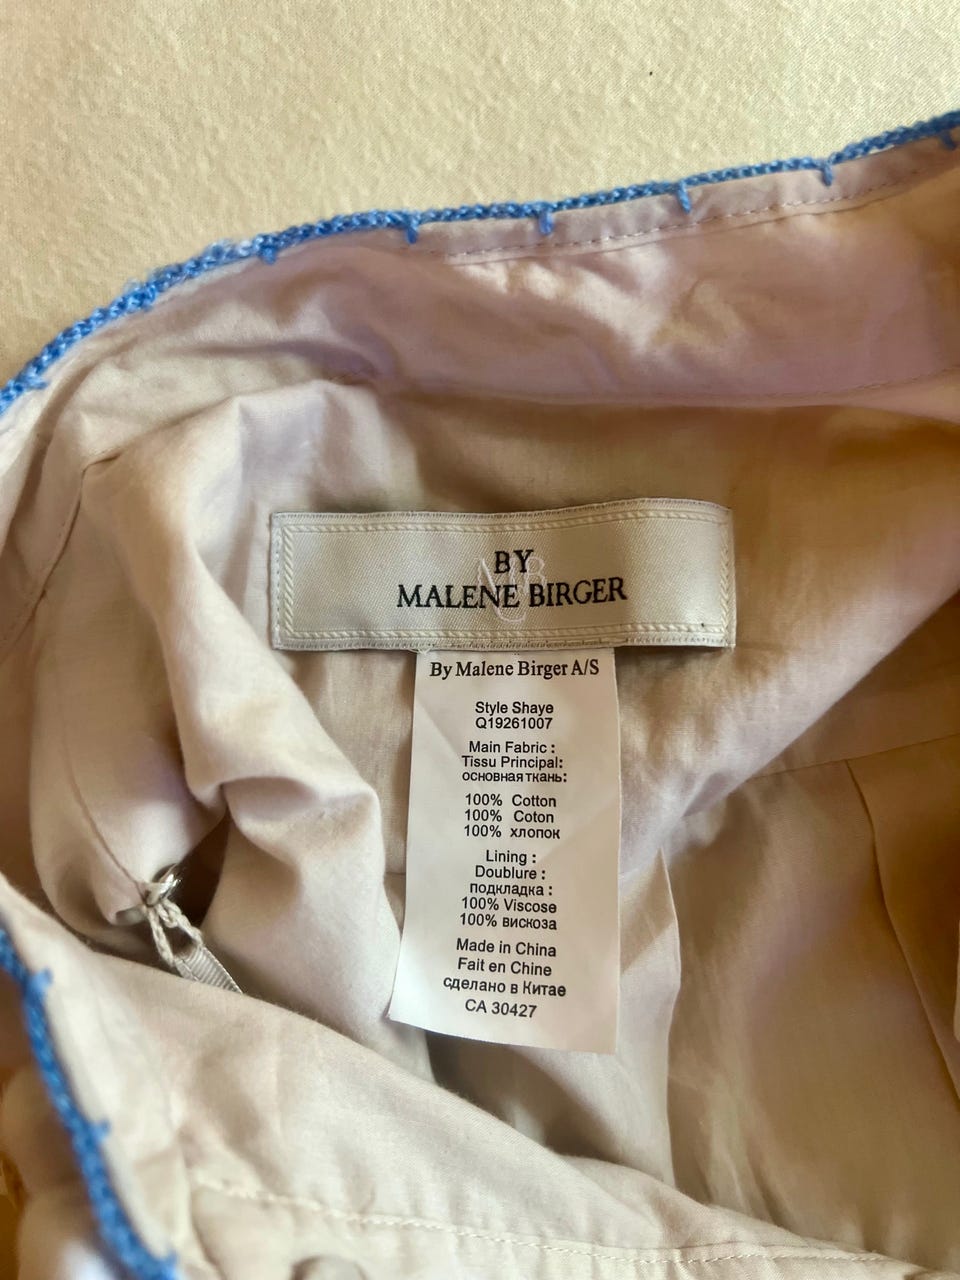 BY
MALENE BIRGER
By Malene Birger A/S
Style Shaye
Q19261007
Main Fabric :
Tissu Principal:
основная ткань:
100% Cotton
100% Coton
100% хлопок
Lining :
Doublure :
подкладка :
100% Viscose
100% вискоза
Made in China
Fait en Chine
сделано в Китае
CA 30427